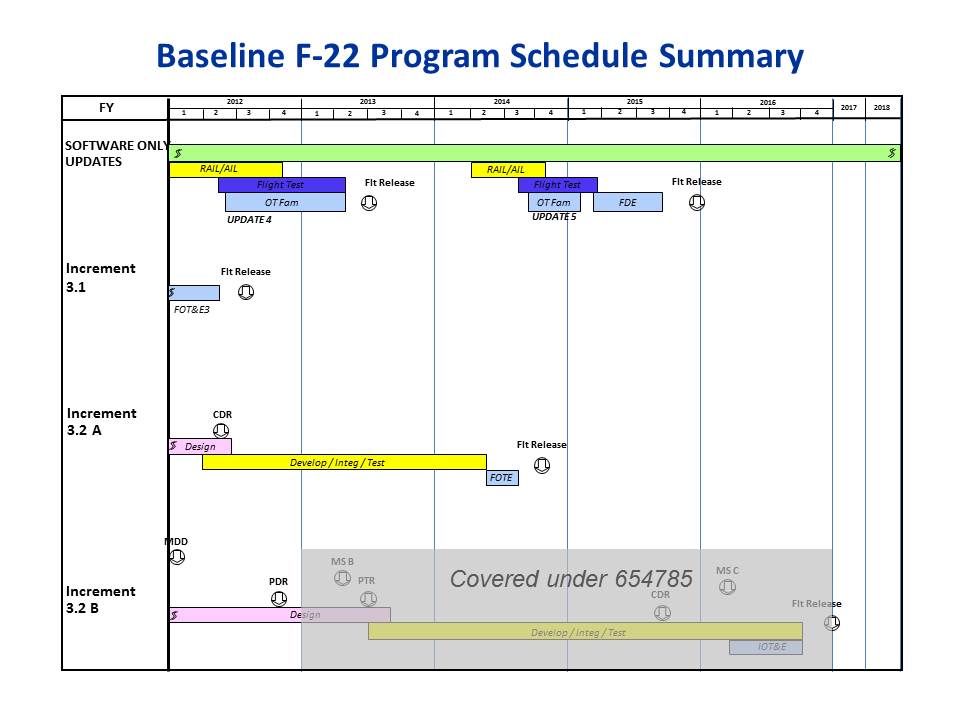 Baseline F-22 Program Schedule Summary
FY
2012 2013 2014 2015 2016 2017 2018
1 2 3 4 1 2 3 4 1 2 3 4 1 2 3 4 1 2 3 4
SOFTWARE ONLY
UPDATES
RAIL/AIL
Flight Test
OT Fam
UPDATE 4
Flt Release
RAIL/AIL
Flight Test
OT Fam
UPDATE 5
FDE
Flt Release
Increment
3.1
Flt Release
FOT&E3
Increment
3.2 A
CDR
Design
Develop / Integ / Test
FOTE
Flt Release
Increment
3.2 B
MDD
PDR
MS B
PTR
Covered under 654785
CDR
MS C
Flt Release
Design
Develop / Integ / Test
IOT&E